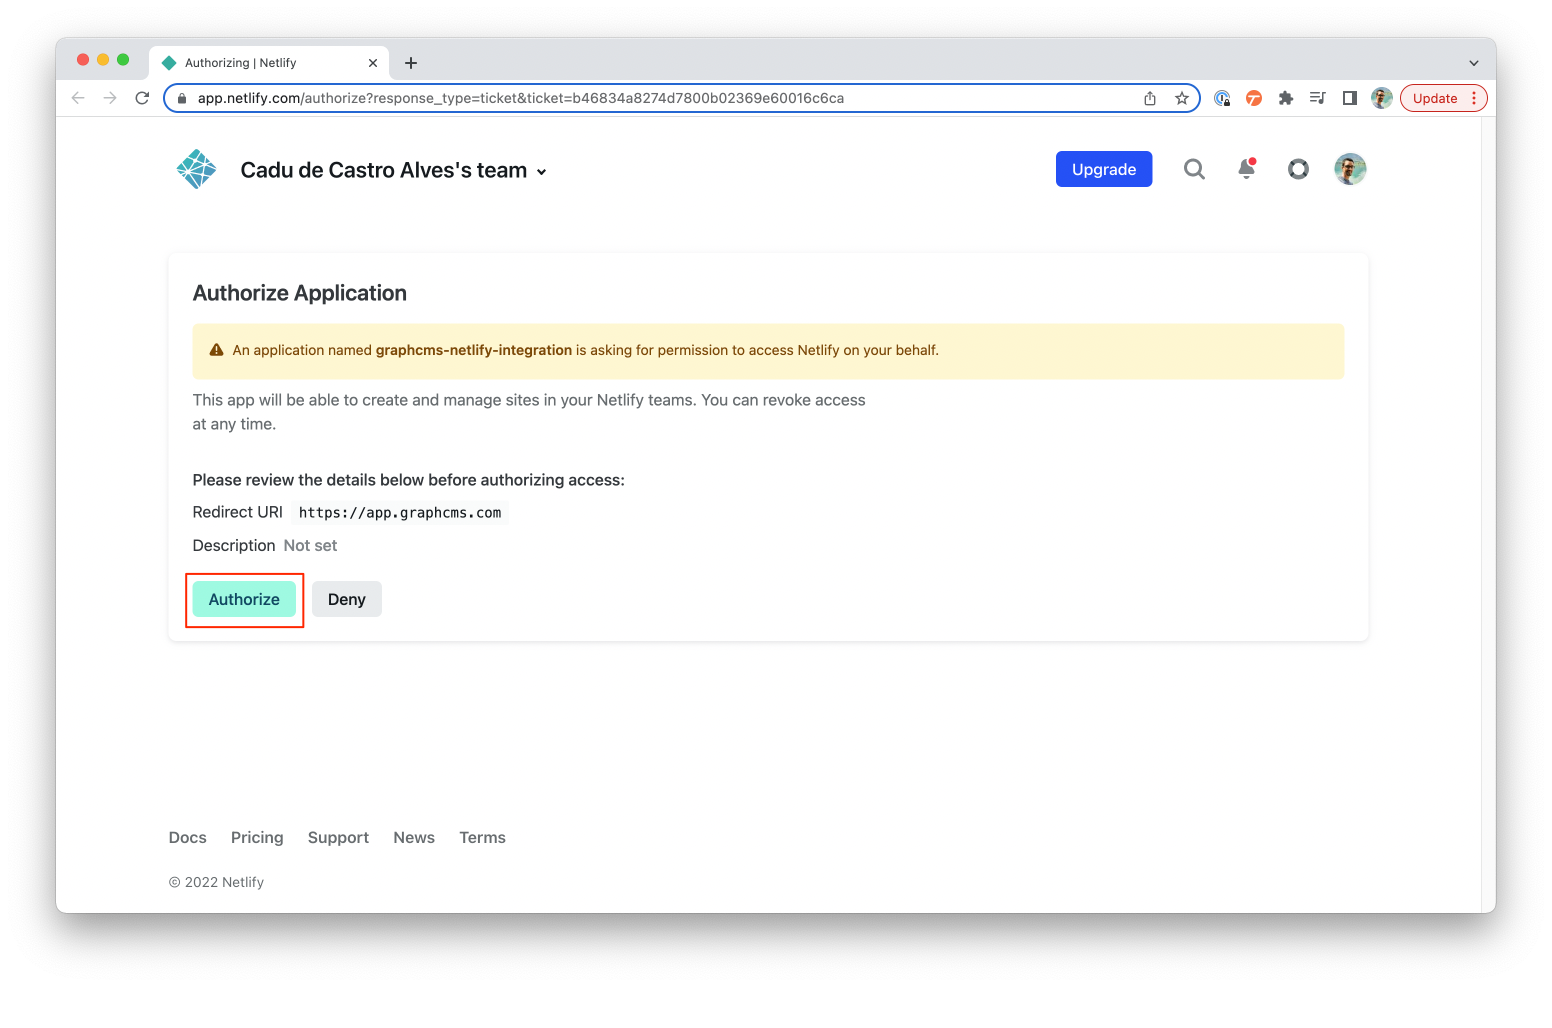 Authorizing | Netlify
app.netlify.com/authorize?response_type=ticket&ticket=b46834a8274d7800b02369e60016c6ca
Update
Cadu de Castro Alves's team
Upgrade
Authorize Application
An application named graphcms-netlify-integration is asking for permission to access Netlify on your behalf.
This app will be able to create and manage sites in your Netlify teams. You can revoke access
at any time.
Please review the details below before authorizing access:
Redirect URI https://app.graphcms.com
Description Not set
Authorize Deny
Docs Pricing Support News Terms
© 2022 Netlify